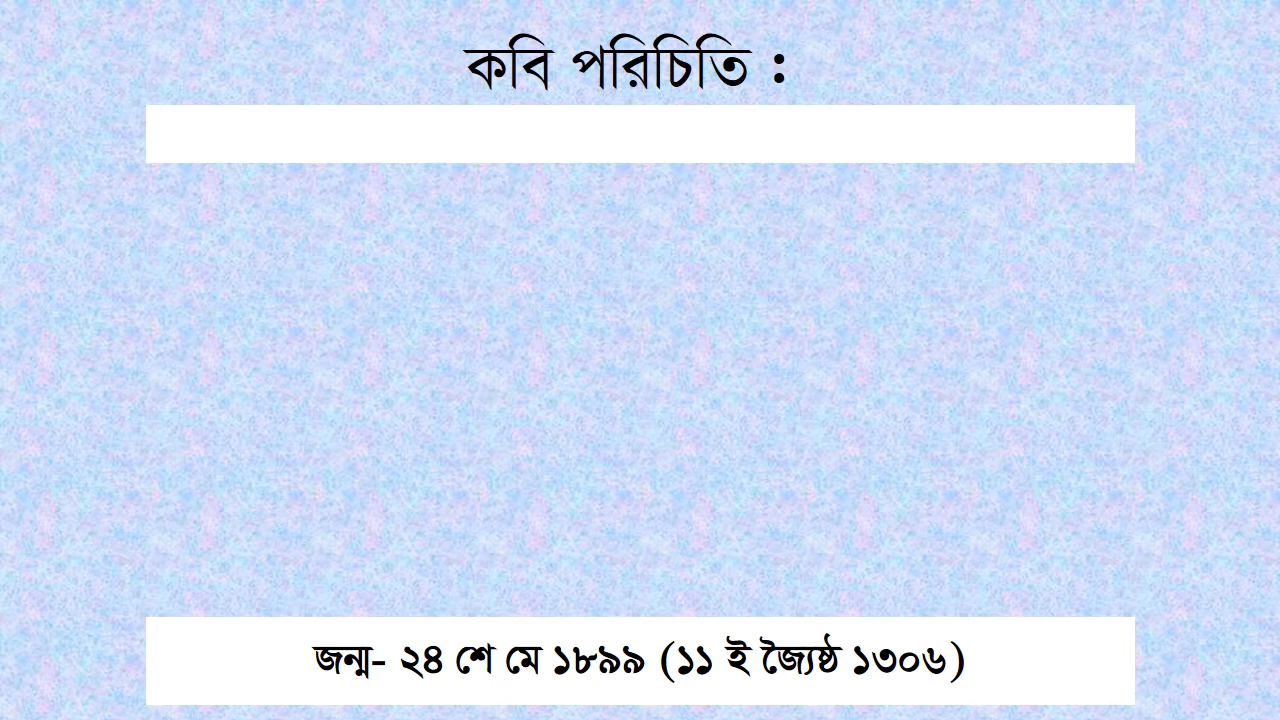 কবি পরিচিতি :
জন্ম- ২৪ শে মে ১৮৯৯ (১১ ই জ্যৈষ্ঠ ১৩০৬)